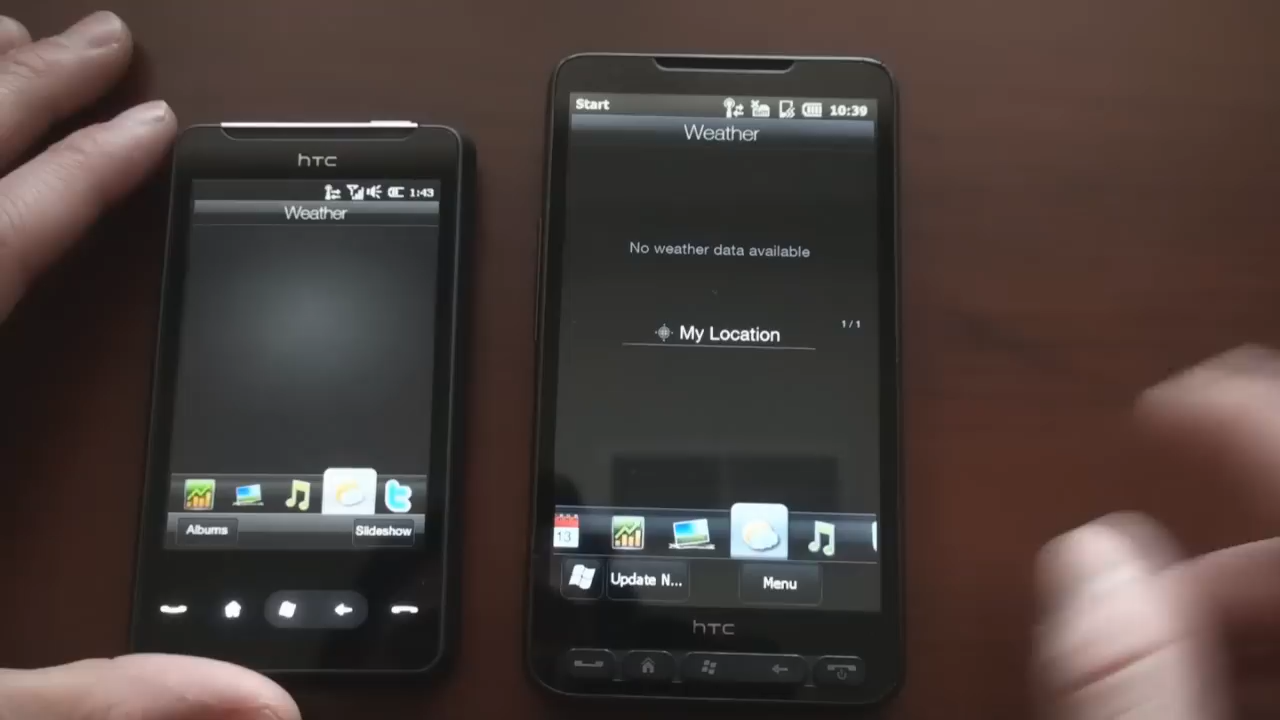 hTC
1:43
Weather
Albums
Slideshow
Start
10:39
Weather
No weather data available
My Location
1/1
13
Update N...
Menu
hTC